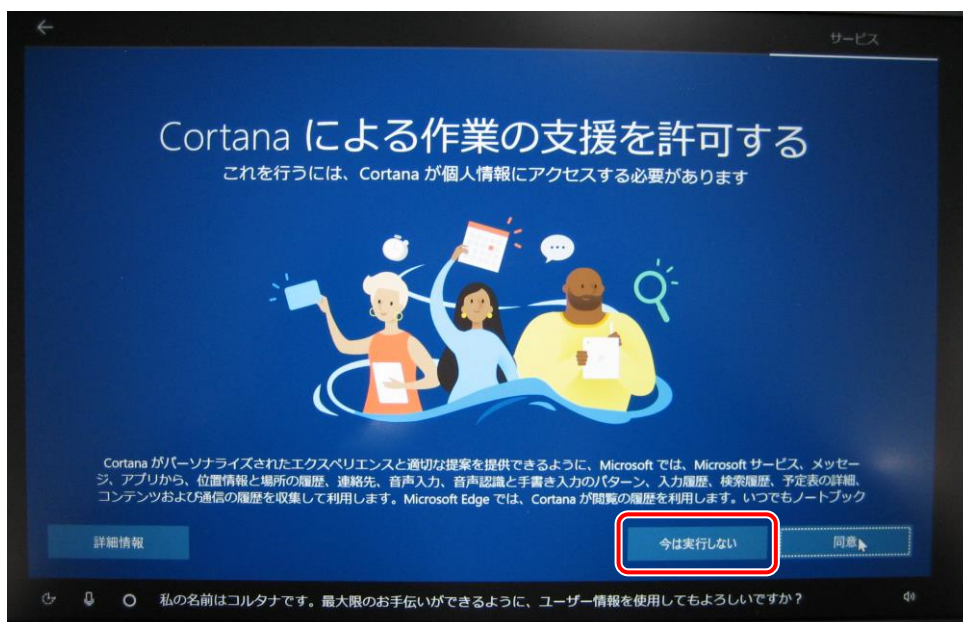 サービス
Cortana による作業の支援を許可する
これを行うには、Cortana が個人情報にアクセスする必要があります
Cortana がパーソナライズされたエクスペリエンスと適切な提案を提供できるように、Microsoft では、Microsoft サービス、メッセー
ジ、アプリから、位置情報と場所の履歴、連絡先、音声入力、音声認識と手書き入力のパターン、入力履歴、検索履歴、予定表の詳細、
コンテンツおよび通信の履歴を収集して利用します。Microsoft Edge では、Cortana が閲覧の履歴を利用します。いつでもノートブック
詳細情報
今は実行しない
同意
私の名前はコルタナです。最大限のお手伝いができるように、ユーザー情報を使用してもよろしいですか？